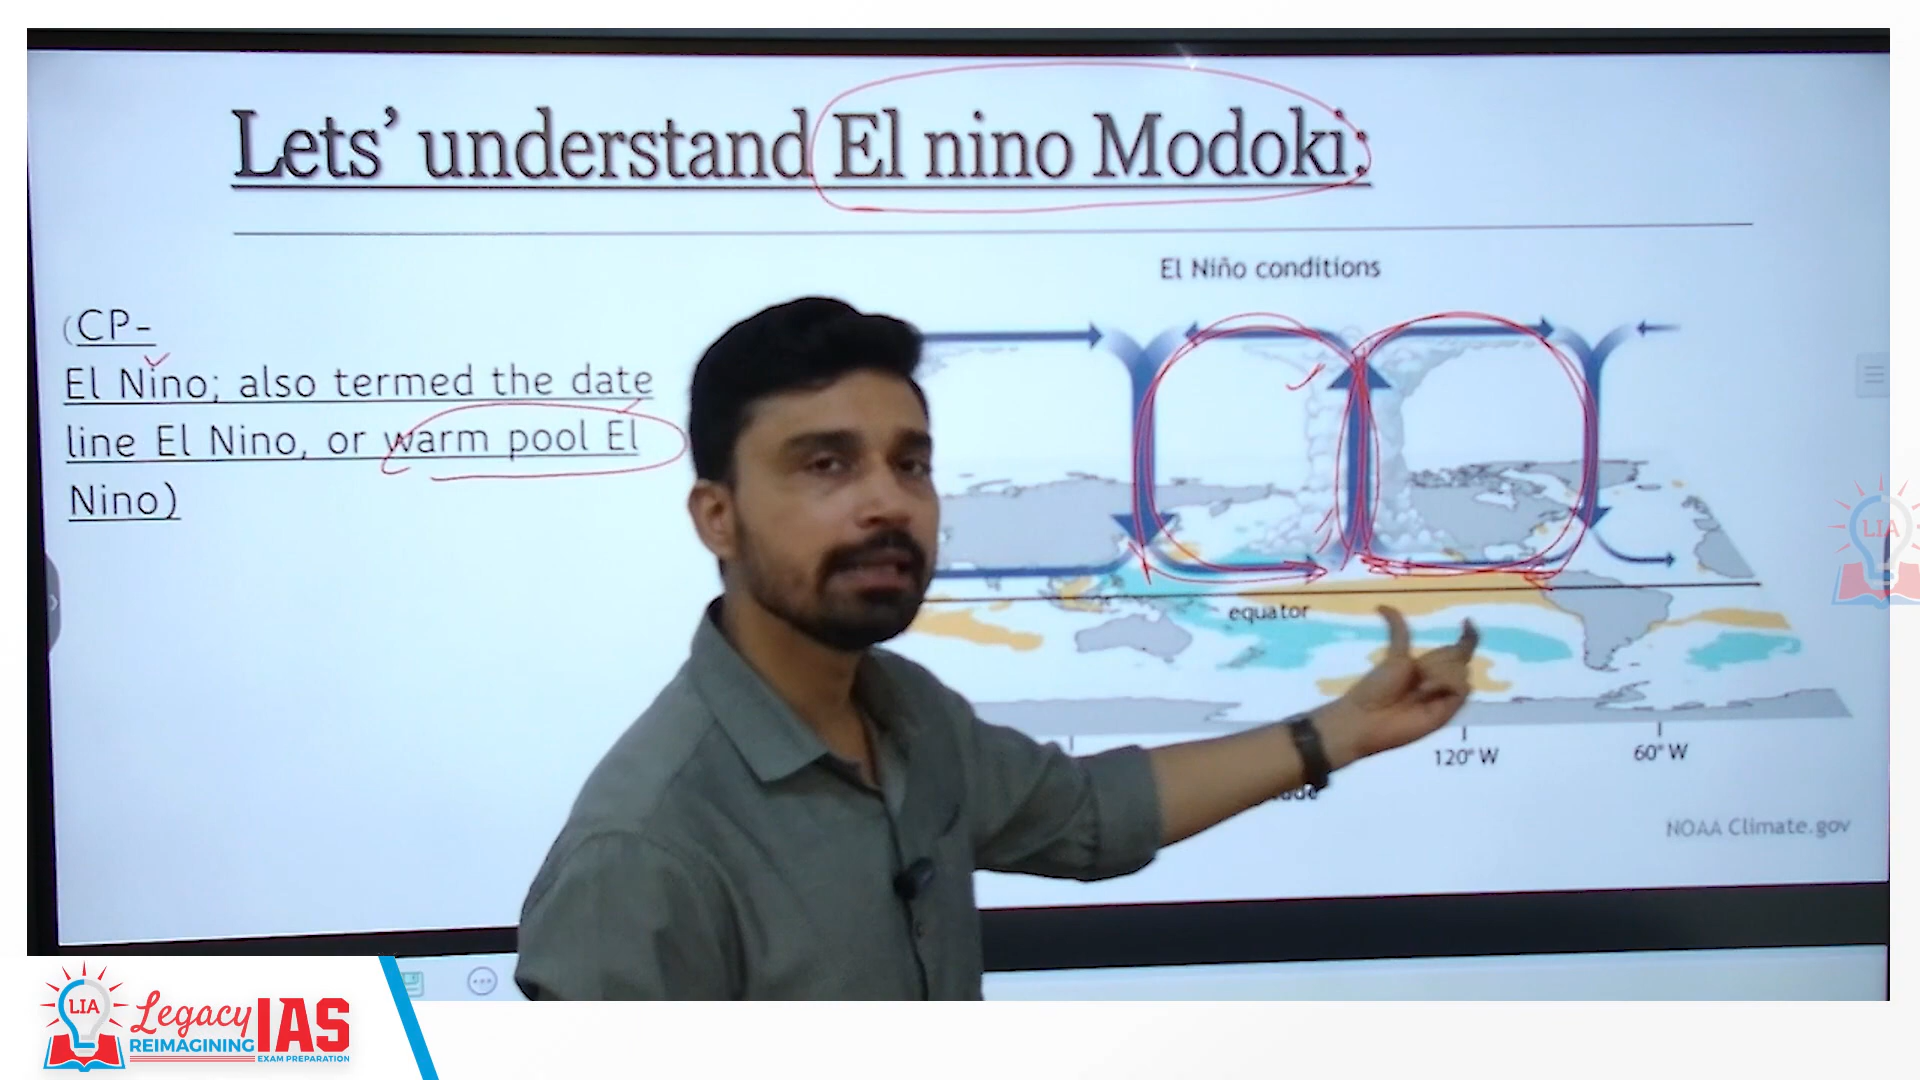 Lets’ understand El nino Modoki:
El Niño conditions
(CP-
El Nino; also termed the date
line El Nino, or warm pool El
Nino)
equator
120° W
60° W
NOAA Climate.gov
LIA
LIA
Legacy IAS
REIMAGINING
EXAM PREPARATION